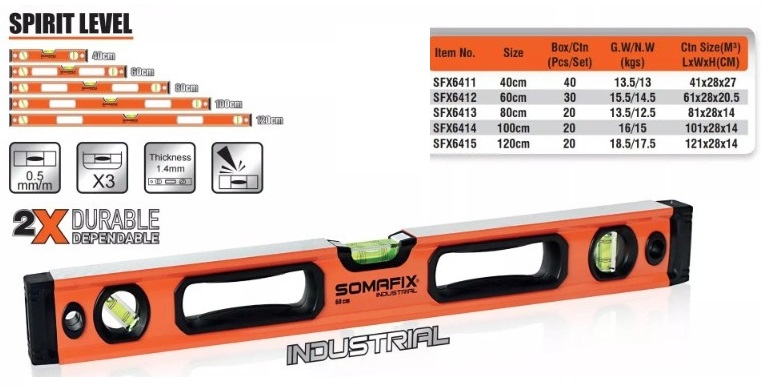 SPIRIT LEVEL
40cm
60cm
80cm
100cm
120cm
0.5
mm/m
X3
Thickness
1.4mm
2X DURABLE
DEPENDABLE
Item No. Size Box/Ctn (Pcs/Set) G.W/N.W (kgs) Ctn Size(M³) LxWxH(CM)
SFX6411 40cm 40 13.5/13 41x28x27
SFX6412 60cm 30 15.5/14.5 61x28x20.5
SFX6413 80cm 20 13.5/12.5 81x28x14
SFX6414 100cm 20 16/15 101x28x14
SFX6415 120cm 20 18.5/17.5 121x28x14
SOMAFIX
INDUSTRIAL
60 cm
INDUSTRIAL